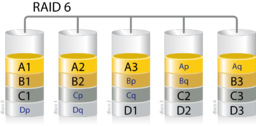 RAID 6
A1 A2 A3 Ap Aq
B1 B2 Bp Bq B3
C1 Cp Cq C2 C3
Dp Dq D1 D2 D3